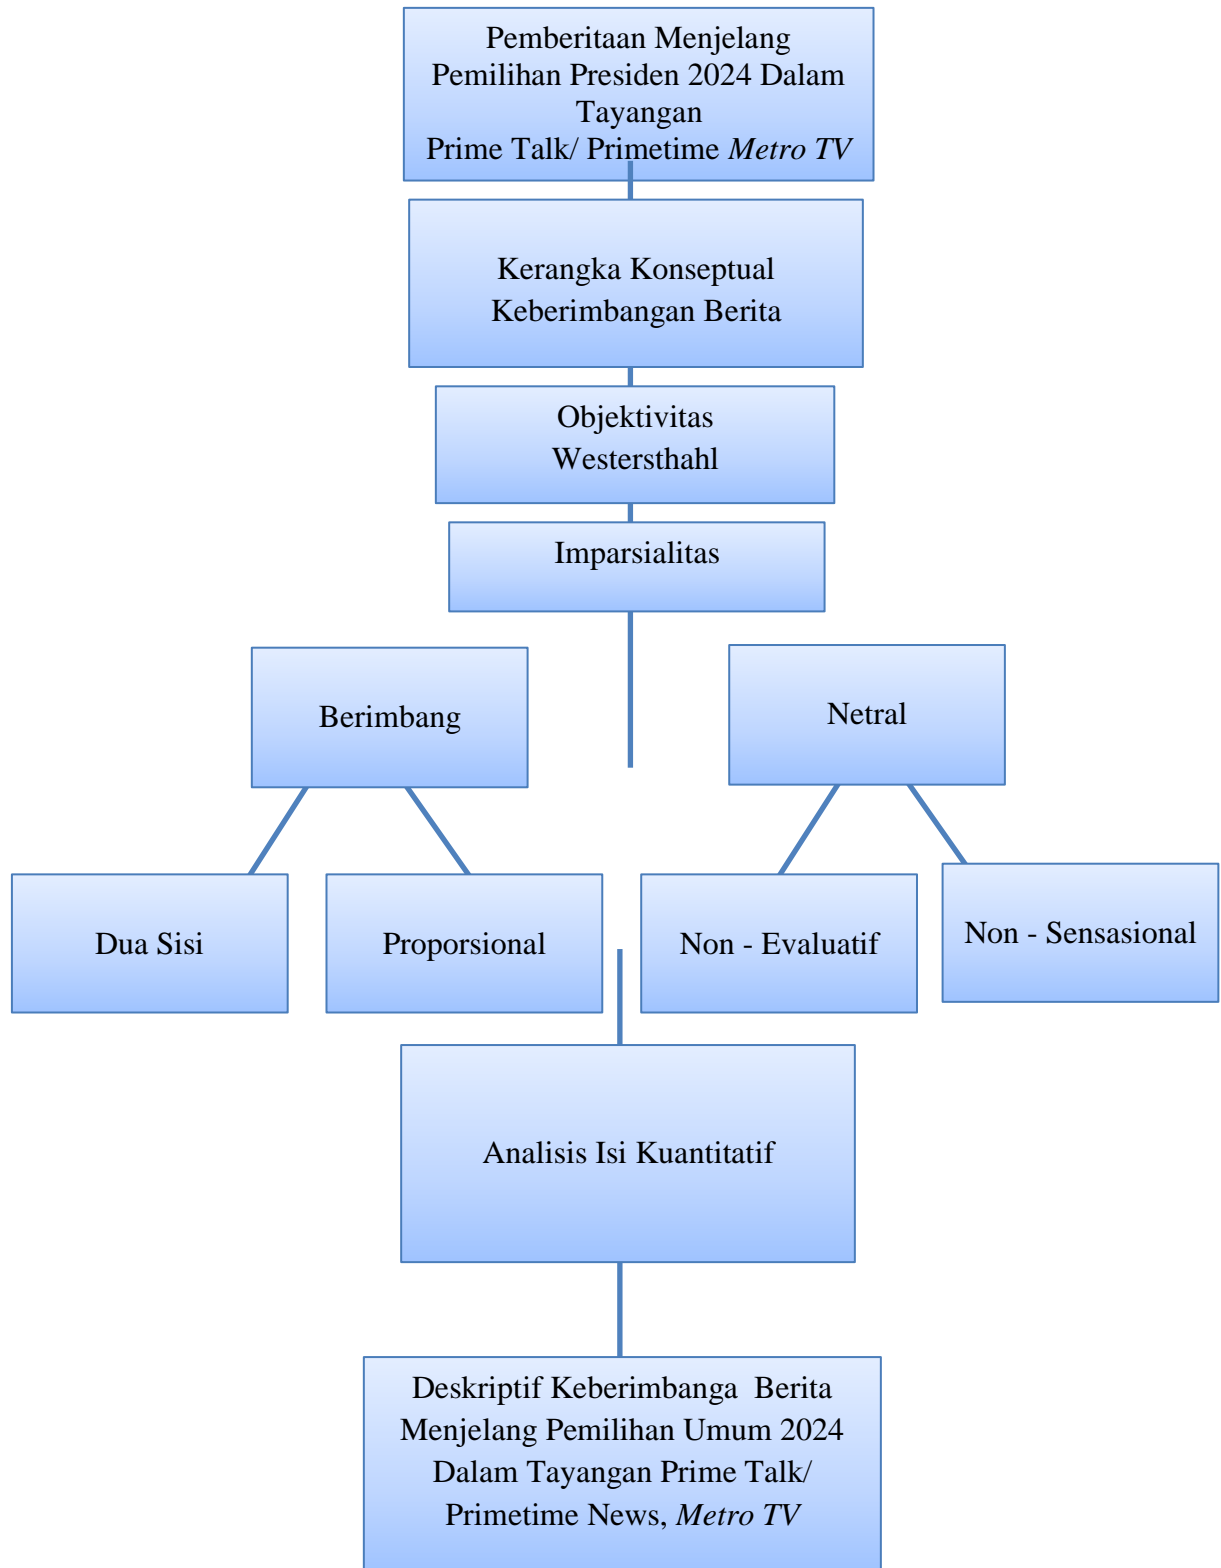 Pemberitaan Menjelang
Pemilihan Presiden 2024 Dalam
Tayangan
Prime Talk/ Primetime Metro TV
Kerangka Konseptual
Keberimbangan Berita
Objektivitas
Westersthahl
Imparsialitas
Berimbang
Netral
Dua Sisi
Proporsional
Non - Evaluatif
Non - Sensasional
Analisis Isi Kuantitatif
Deskriptif Keberimbanga  Berita
Menjelang Pemilihan Umum 2024
Dalam Tayangan Prime Talk/
Primetime News, Metro TV